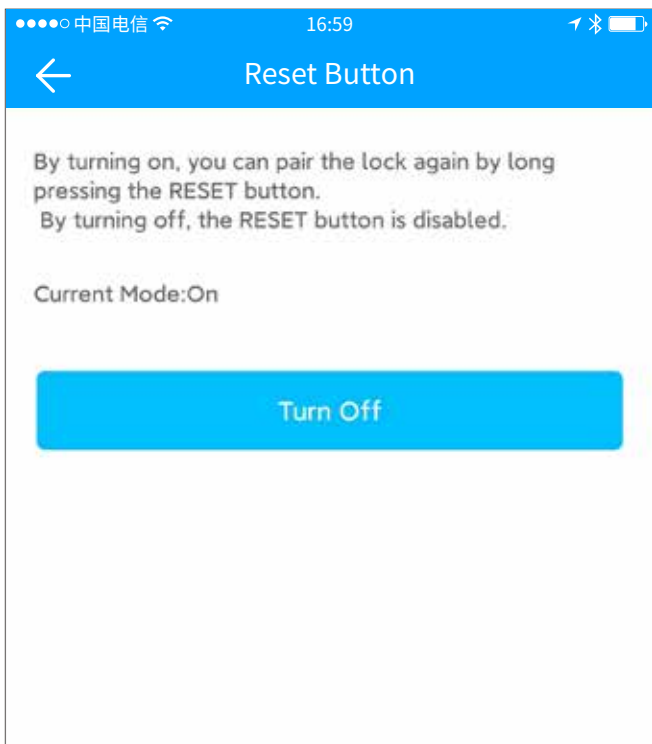 中国电信 16:59
Reset Button
By turning on, you can pair the lock again by long
pressing the RESET button.
By turning off, the RESET button is disabled.
Current Mode:On
Turn Off